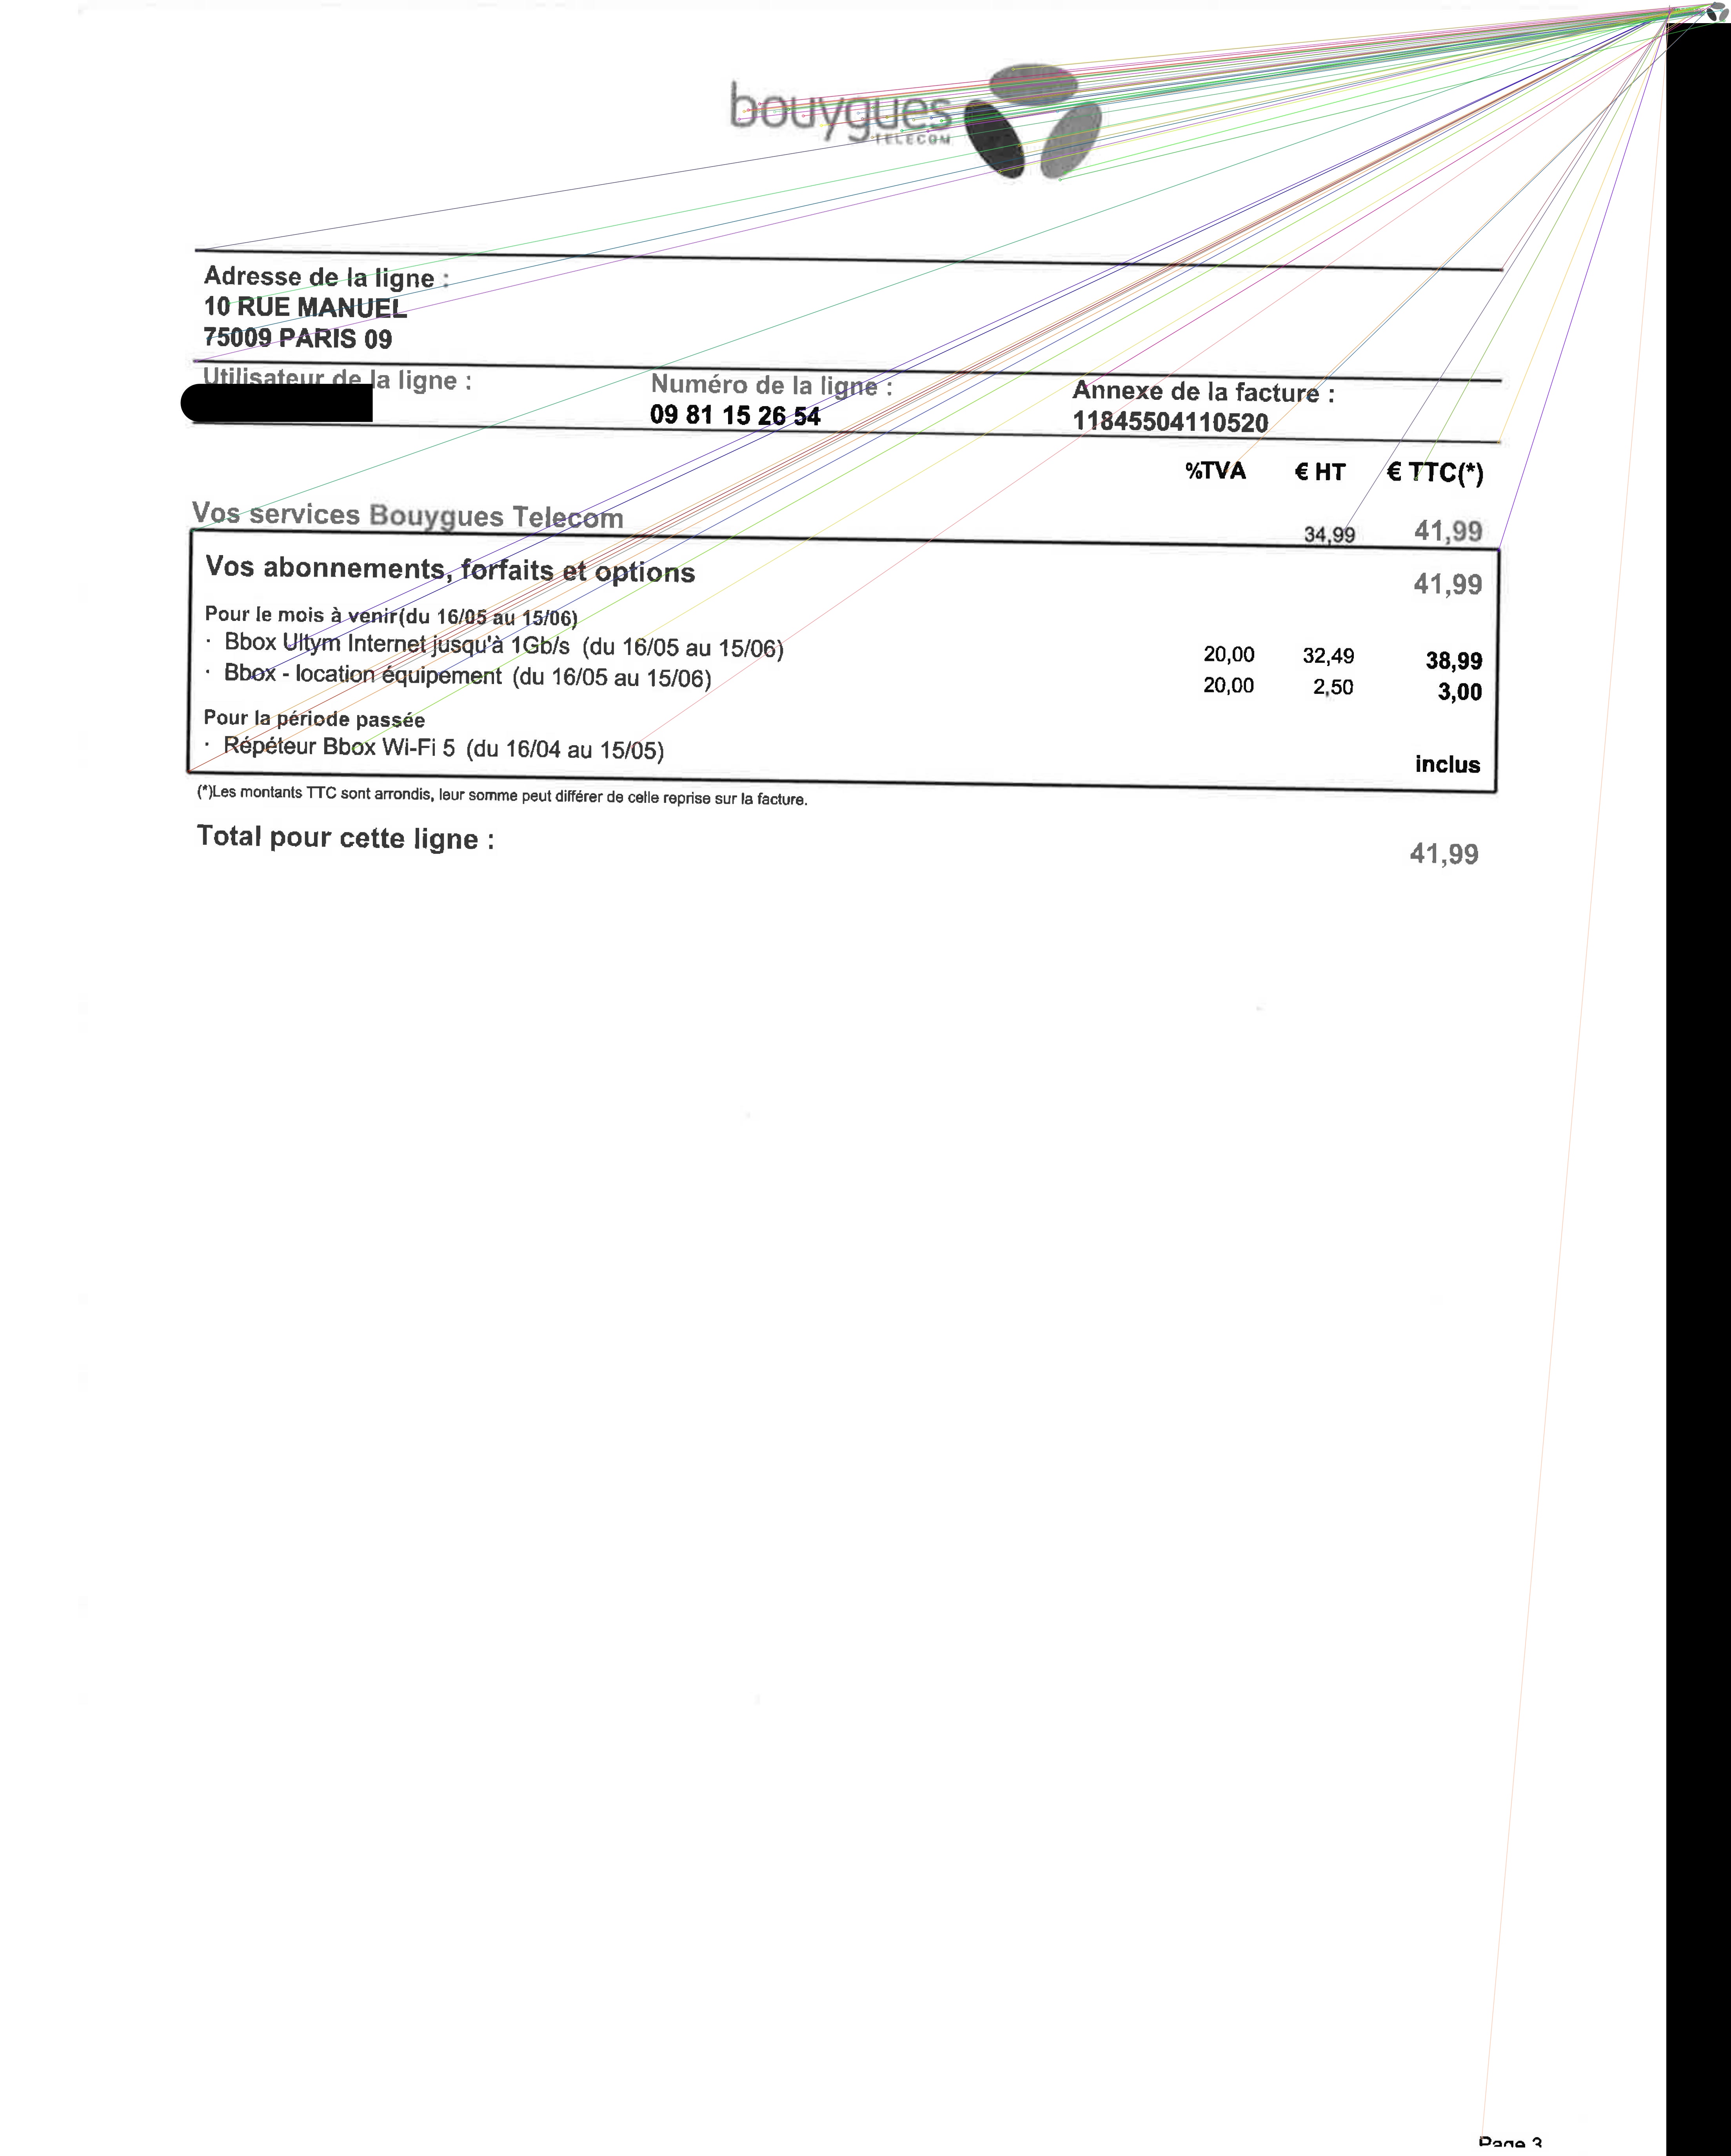 bouygues
TELECOM
Adresse de la ligne :
10 RUE MANUEL
75009 PARIS 09
Utilisateur de la ligne :
Numéro de la ligne :
09 81 15 26 54
Annexe de la facture :
11845504110520
%TVA € HT € TTC(*)
Vos services Bouygues Telecom 34,99 41,99
Vos abonnements, forfaits et options 41,99
Pour le mois à venir(du 16/05 au 15/06)
· Bbox Ultym Internet jusqu'à 1Gb/s (du 16/05 au 15/06) 20,00 32,49 38,99
· Bbox - location équipement (du 16/05 au 15/06) 20,00 2,50 3,00
Pour la période passée
· Répéteur Bbox Wi-Fi 5 (du 16/04 au 15/05) inclus
(*)Les montants TTC sont arrondis, leur somme peut différer de celle reprise sur la facture.
Total pour cette ligne : 41,99
Page 3